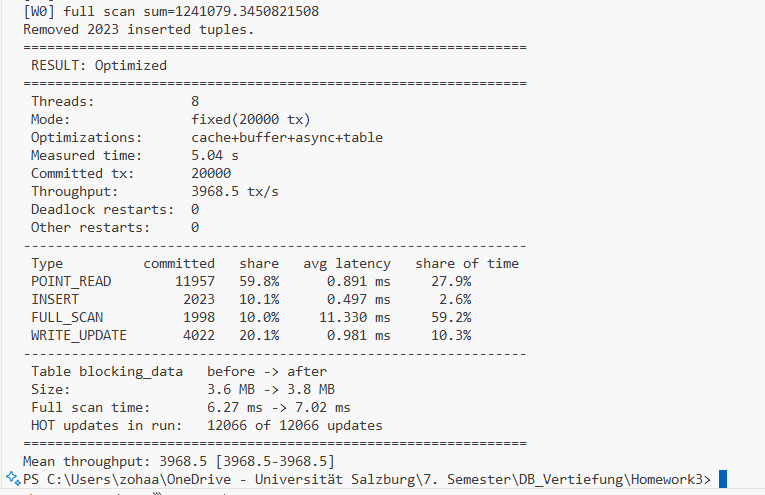 [W0] full scan sum=1241079.3450821508
Removed 2023 inserted tuples.
==============================================================
RESULT: Optimized
==============================================================
Threads: 8
Mode: fixed(20000 tx)
Optimizations: cache+buffer+async+table
Measured time: 5.04 s
Committed tx: 20000
Throughput: 3968.5 tx/s
Deadlock restarts: 0
Other restarts: 0
--------------------------------------------------------------
Type committed share avg latency share of time
POINT_READ 11957 59.8% 0.891 ms 27.9%
INSERT 2023 10.1% 0.497 ms 2.6%
FULL_SCAN 1998 10.0% 11.330 ms 59.2%
WRITE_UPDATE 4022 20.1% 0.981 ms 10.3%
--------------------------------------------------------------
Table blocking_data before -> after
Size: 3.6 MB -> 3.8 MB
Full scan time: 6.27 ms -> 7.02 ms
HOT updates in run: 12066 of 12066 updates
==============================================================
Mean throughput: 3968.5 [3968.5-3968.5]
PS C:\Users\zohaa\OneDrive - Universität Salzburg\7. Semester\DB_Vertiefung\Homework3>